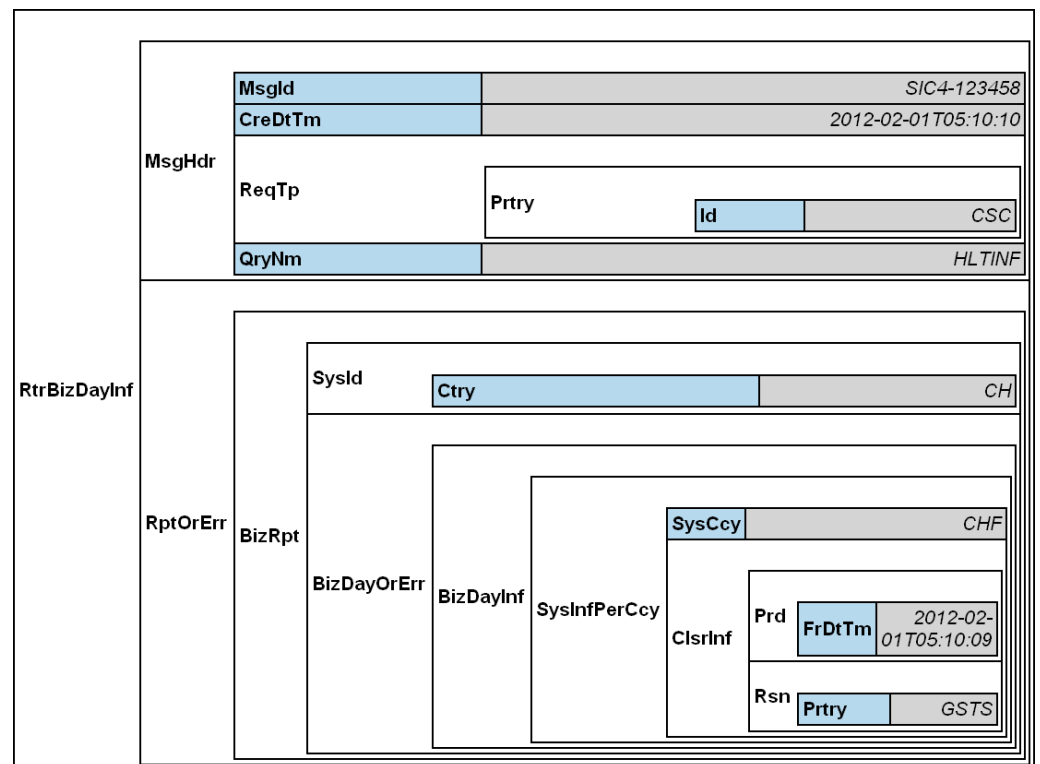 MsgId SIC4-123458
CreDtTm 2012-02-01T05:10:10
MsgHdr
ReqTp
Prtry
Id CSC
QryNm HLTINF
RtrBizDayInf
SysId
Ctry CH
RptOrErr
BizRpt
BizDayOrErr
BizDayInf
SysInfPerCcy
SysCcy CHF
ClsrInf
Prd
FrDtTm 2012-02-
01T05:10:09
Rsn
Prtry GSTS